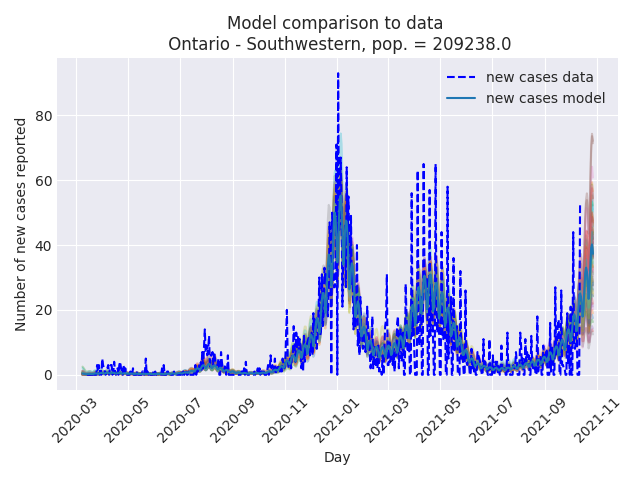 Model comparison to data
Ontario - Southwestern, pop. = 209238.0
new cases data
new cases model
Number of new cases reported
80
60
40
20
0
2020-03
2020-05
2020-07
2020-09
2020-11
2021-01
2021-03
2021-05
2021-07
2021-09
2021-11
Day